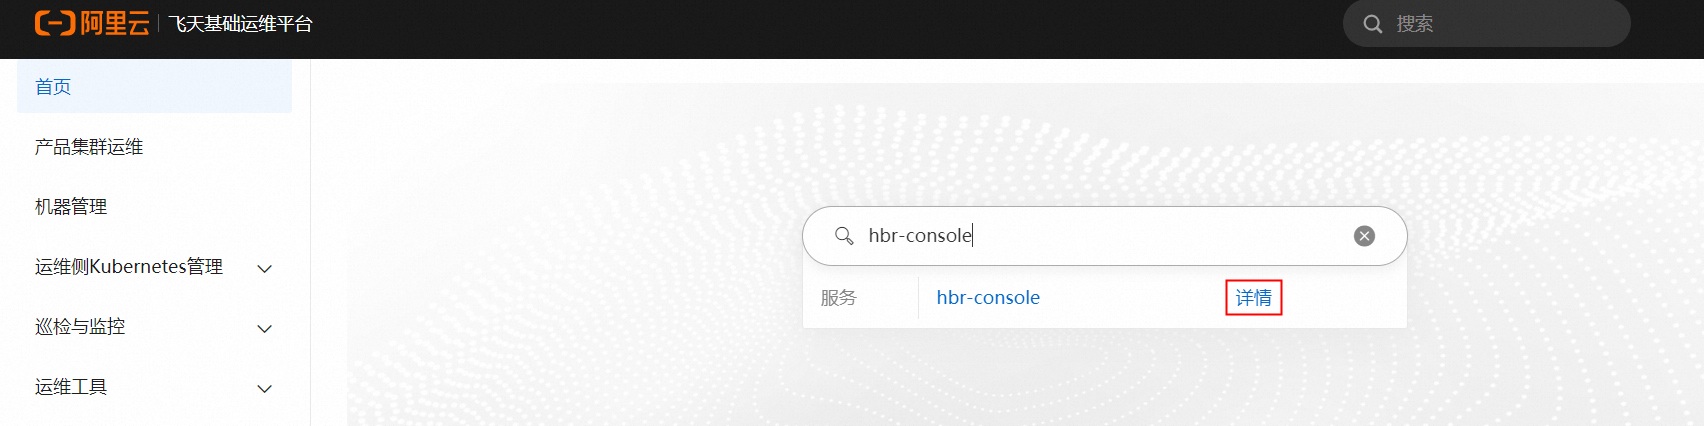 阿里云 飞天基础运维平台
搜索
首页
产品集群运维
机器管理
运维侧Kubernetes管理
巡检与监控
运维工具
hbr-console
服务 hbr-console 详情